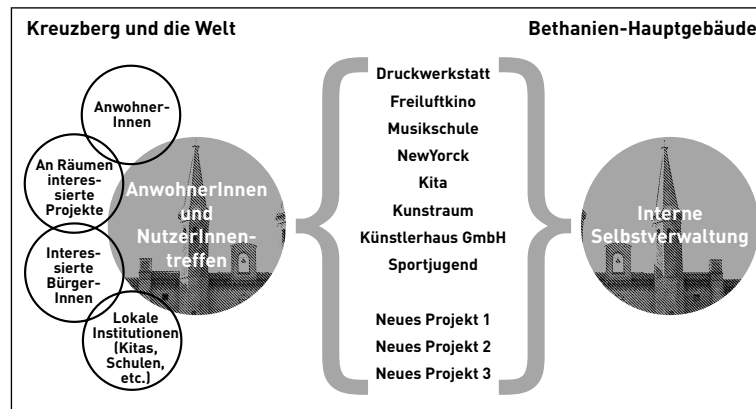 Kreuzberg und die Welt
Anwohner-
Innen
An Räumen
interes-
sierte
Projekte
Interes-
sierte
Bürger-
Innen
Lokale
Institutionen
(Kitas,
Schulen,
etc.)
AnwohnerInnen
und
NutzerInnen-
treffen
Druckwerkstatt
Freiluftkino
Musikschule
NewYorck
Kita
Kunstraum
Künstlerhaus GmbH
Sportjugend
Neues Projekt 1
Neues Projekt 2
Neues Projekt 3
Bethanien-Hauptgebäude
Interne
Selbstverwaltung